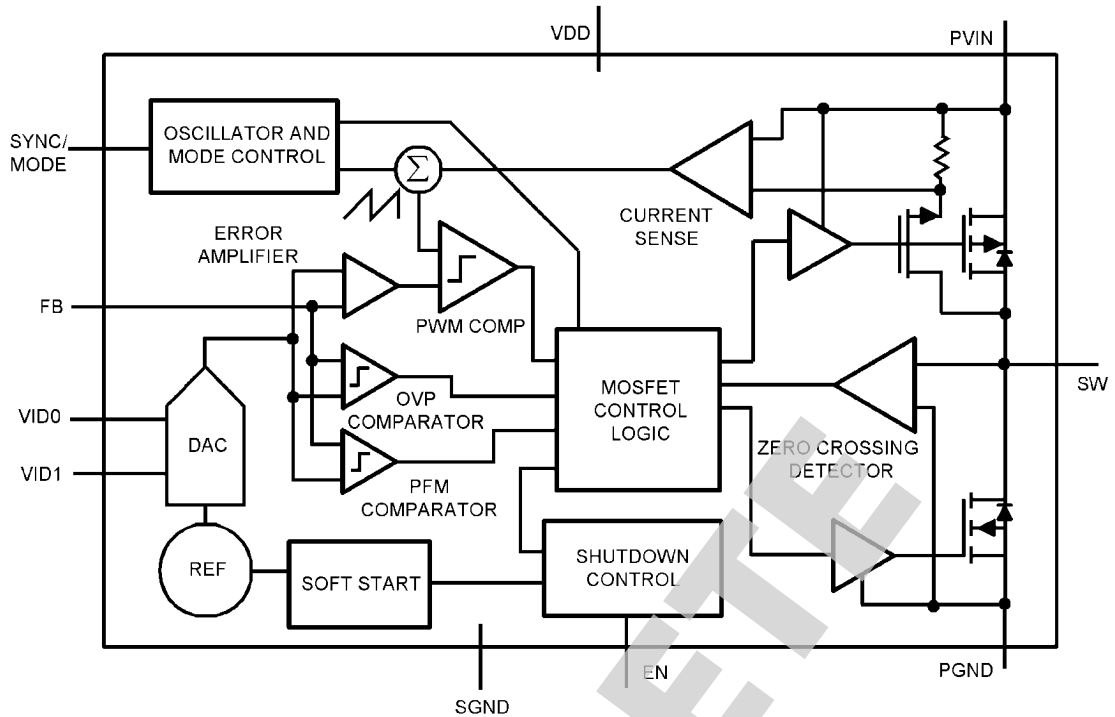 VDD
PVIN
SYNC/
MODE
OSCILLATOR AND
MODE CONTROL
Σ
CURRENT
SENSE
ERROR
AMPLIFIER
FB
PWM COMP
MOSFET
CONTROL
LOGIC
SW
OVP
COMPARATOR
VID0
DAC
VID1
ZERO CROSSING
DETECTOR
PFM
COMPARATOR
REF
SOFT START
SHUTDOWN
CONTROL
EN
SGND
PGND
ETE